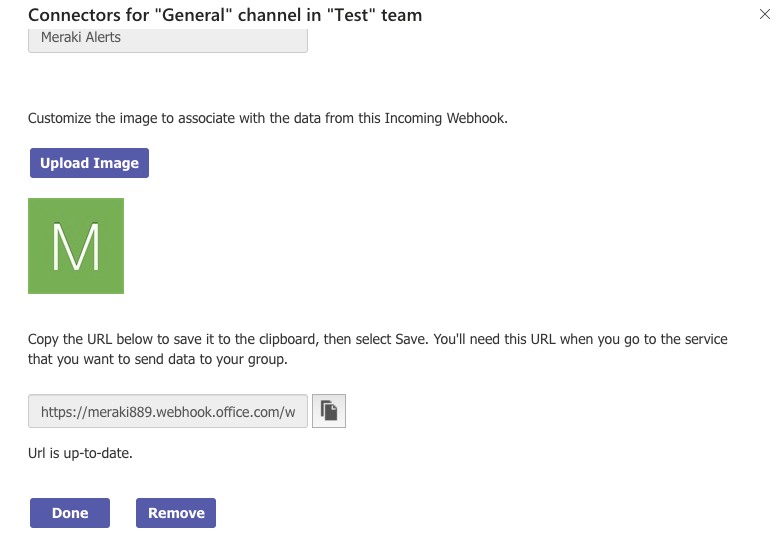 Connectors for "General" channel in "Test" team
Meraki Alerts
Customize the image to associate with the data from this Incoming Webhook.
Upload Image
M
Copy the URL below to save it to the clipboard, then select Save. You'll need this URL when you go to the service
that you want to send data to your group.
https://meraki889.webhook.office.com/w
Url is up-to-date.
Done Remove